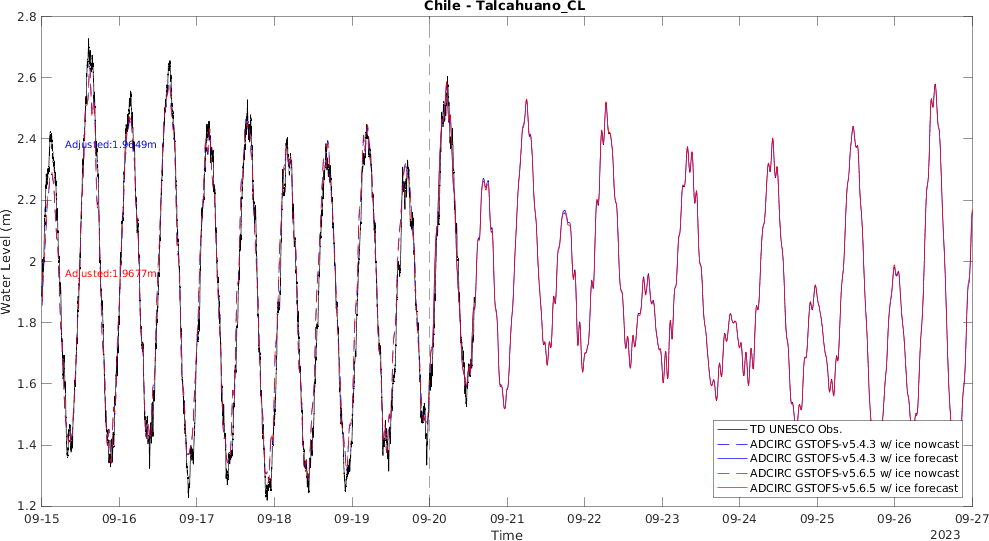 Chile - Talcahuano_CL
2.8
2.6
2.4
2.2
2
1.8
1.6
1.4
1.2
Water Level (m)
Adjusted:1.9649m
Adjusted:1.9677m
TD UNESCO Obs.
ADCIRC GSTOFS-v5.4.3 w/ ice nowcast
ADCIRC GSTOFS-v5.4.3 w/ ice forecast
ADCIRC GSTOFS-v5.6.5 w/ ice nowcast
ADCIRC GSTOFS-v5.6.5 w/ ice forecast
09-15 09-16 09-17 09-18 09-19 09-20 09-21 09-22 09-23 09-24 09-25 09-26 09-27
Time
2023